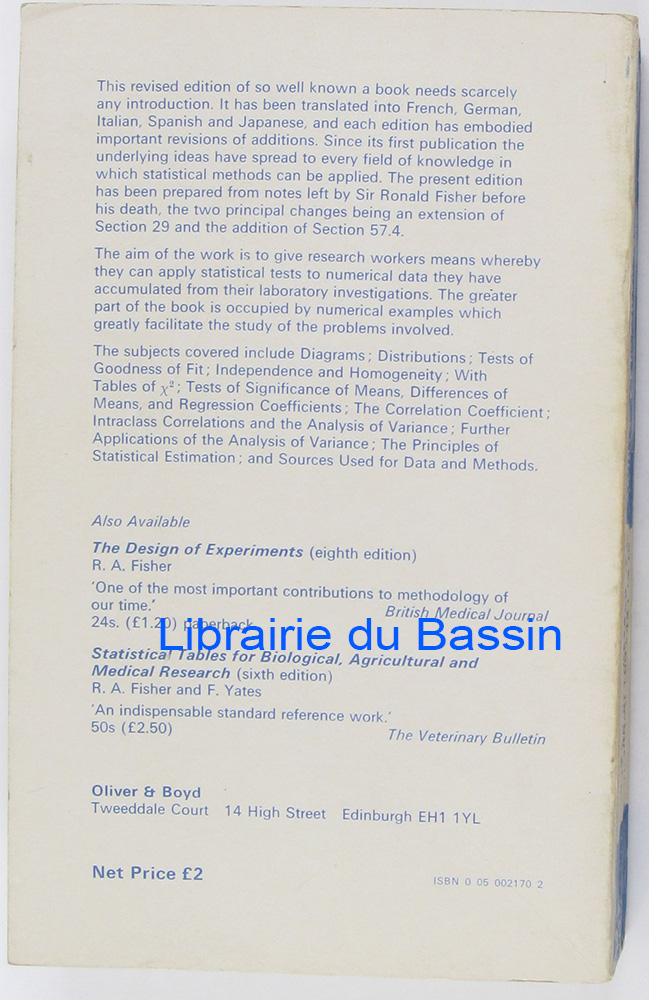 This revised edition of so well known a book needs scarcely
any introduction. It has been translated into French, German,
Italian, Spanish and Japanese, and each edition has embodied
important revisions of additions. Since its first publication the
underlying ideas have spread to every field of knowledge in
which statistical methods can be applied. The present edition
has been prepared from notes left by Sir Ronald Fisher before
his death, the two principal changes being an extension of
Section 29 and the addition of Section 57.4.
The aim of the work is to give research workers means whereby
they can apply statistical tests to numerical data they have
accumulated from their laboratory investigations. The greater
part of the book is occupied by numerical examples which
greatly facilitate the study of the problems involved.
The subjects covered include Diagrams; Distributions; Tests of
Goodness of Fit; Independence and Homogeneity; With
Tables of χ²; Tests of Significance of Means, Differences of
Means, and Regression Coefficients; The Correlation Coefficient;
Intraclass Correlations and the Analysis of Variance; Further
Applications of the Analysis of Variance; The Principles of
Statistical Estimation; and Sources Used for Data and Methods.
Also Available
The Design of Experiments (eighth edition)
R. A. Fisher
'One of the most important contributions to methodology of
our time.'
British Medical Journal
24s. (£1.20) paperback
Librairie du Bassin
Statistical Tables for Biological, Agricultural and
Medical Research (sixth edition)
R. A. Fisher and F. Yates
'An indispensable standard reference work.'
50s (£2.50)
The Veterinary Bulletin
Oliver & Boyd
Tweeddale Court 14 High Street Edinburgh EH1 1YL
Net Price £2
ISBN 0 05 002170 2